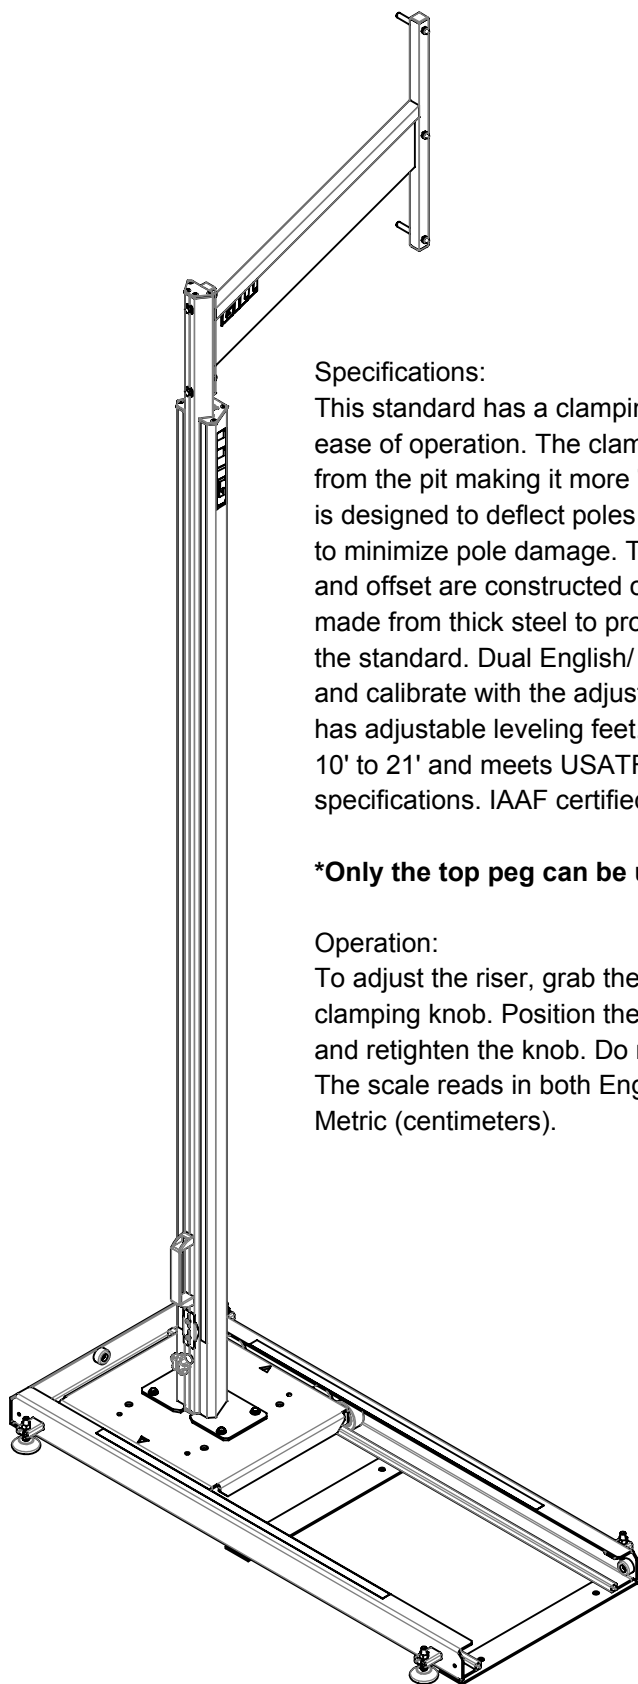 Specifications:
This standard has a clamping
ease of operation. The clam
from the pit making it more
is designed to deflect poles
to minimize pole damage. T
and offset are constructed o
made from thick steel to pro
the standard. Dual English/
and calibrate with the adjus
has adjustable leveling feet
10' to 21' and meets USATF
specifications. IAAF certified
*Only the top peg can be
Operation:
To adjust the riser, grab the
clamping knob. Position the
and retighten the knob. Do
The scale reads in both Eng
Metric (centimeters).